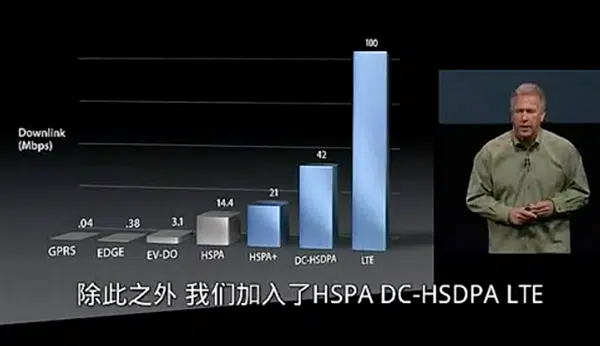 100
42
21
14.4
3.1
.38
.04
Downlink
(Mbps)
GPRS
EDGE
EV-DO
HSPA
HSPA+
DC-HSDPA
LTE
除此之外 我们加入了HSPA DC-HSDPA LTE